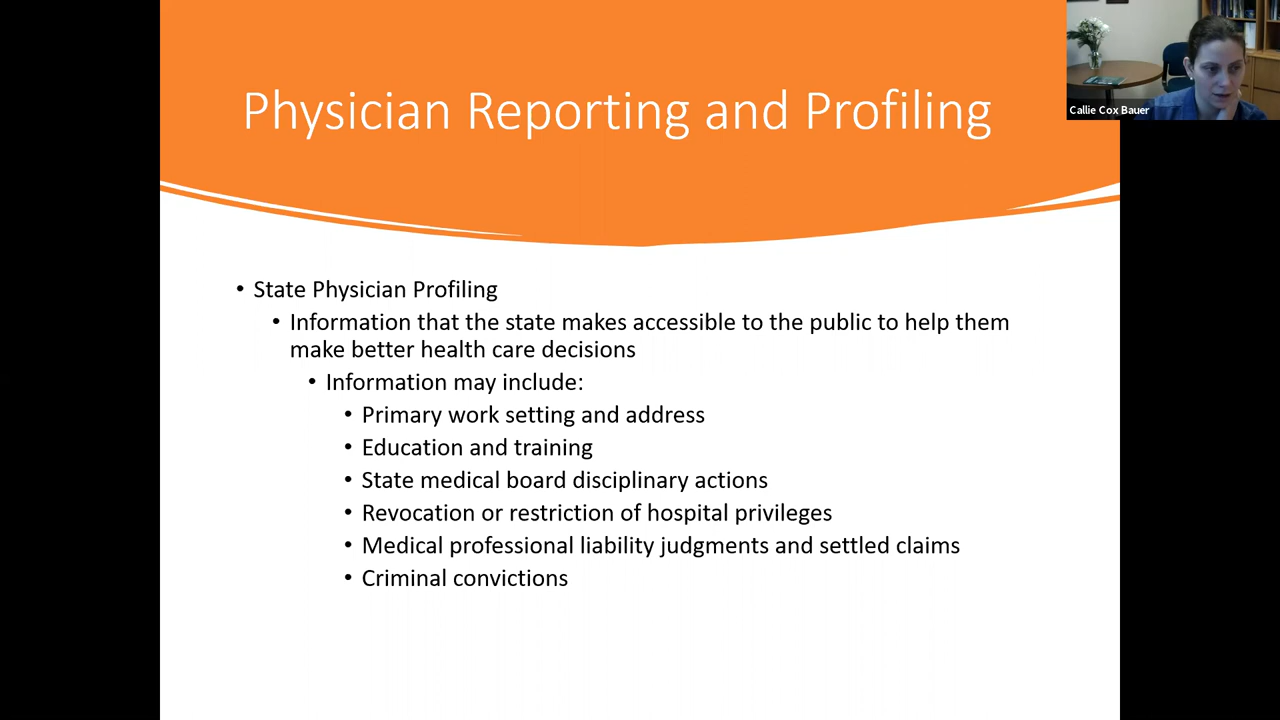 Physician Reporting and Profiling
Callie Cox Bauer
• State Physician Profiling
• Information that the state makes accessible to the public to help them
make better health care decisions
• Information may include:
• Primary work setting and address
• Education and training
• State medical board disciplinary actions
• Revocation or restriction of hospital privileges
• Medical professional liability judgments and settled claims
• Criminal convictions